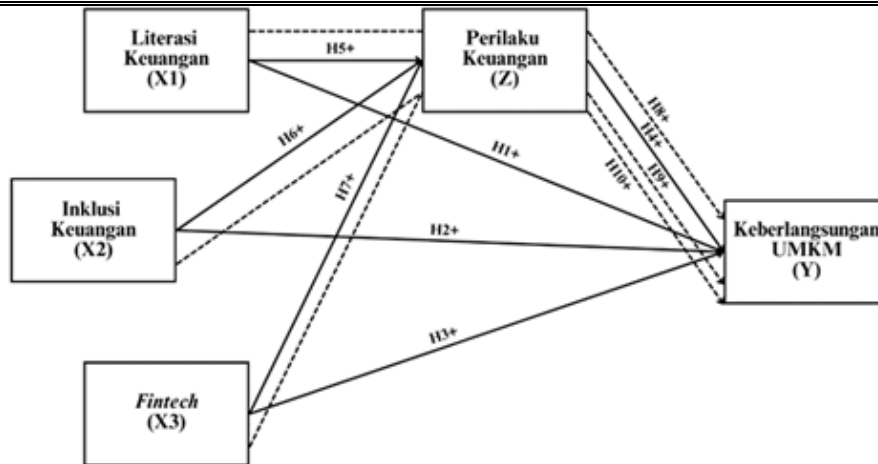 Literasi
Keuangan
(X1)
Perilaku
Keuangan
(Z)
H5+
H8+
H4+
H9+
H10+
H6+
H7+
H1+
Inklusi
Keuangan
(X2)
H2+
Keberlangsungan
UMKM
(Y)
H3+
Fintech
(X3)